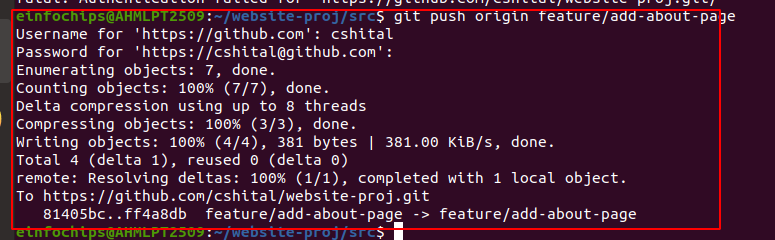 fatal: Authentication failed for 'https://github.com/cshital/website-proj.git/'
einfochips@AHMLPT2509:~/website-proj/src$ git push origin feature/add-about-page
Username for 'https://github.com': cshital
Password for 'https://cshital@github.com':
Enumerating objects: 7, done.
Counting objects: 100% (7/7), done.
Delta compression using up to 8 threads
Compressing objects: 100% (3/3), done.
Writing objects: 100% (4/4), 381 bytes | 381.00 KiB/s, done.
Total 4 (delta 1), reused 0 (delta 0)
remote: Resolving deltas: 100% (1/1), completed with 1 local object.
To https://github.com/cshital/website-proj.git
   81405bc..ff4a8db  feature/add-about-page -> feature/add-about-page
einfochips@AHMLPT2509:~/website-proj/src$